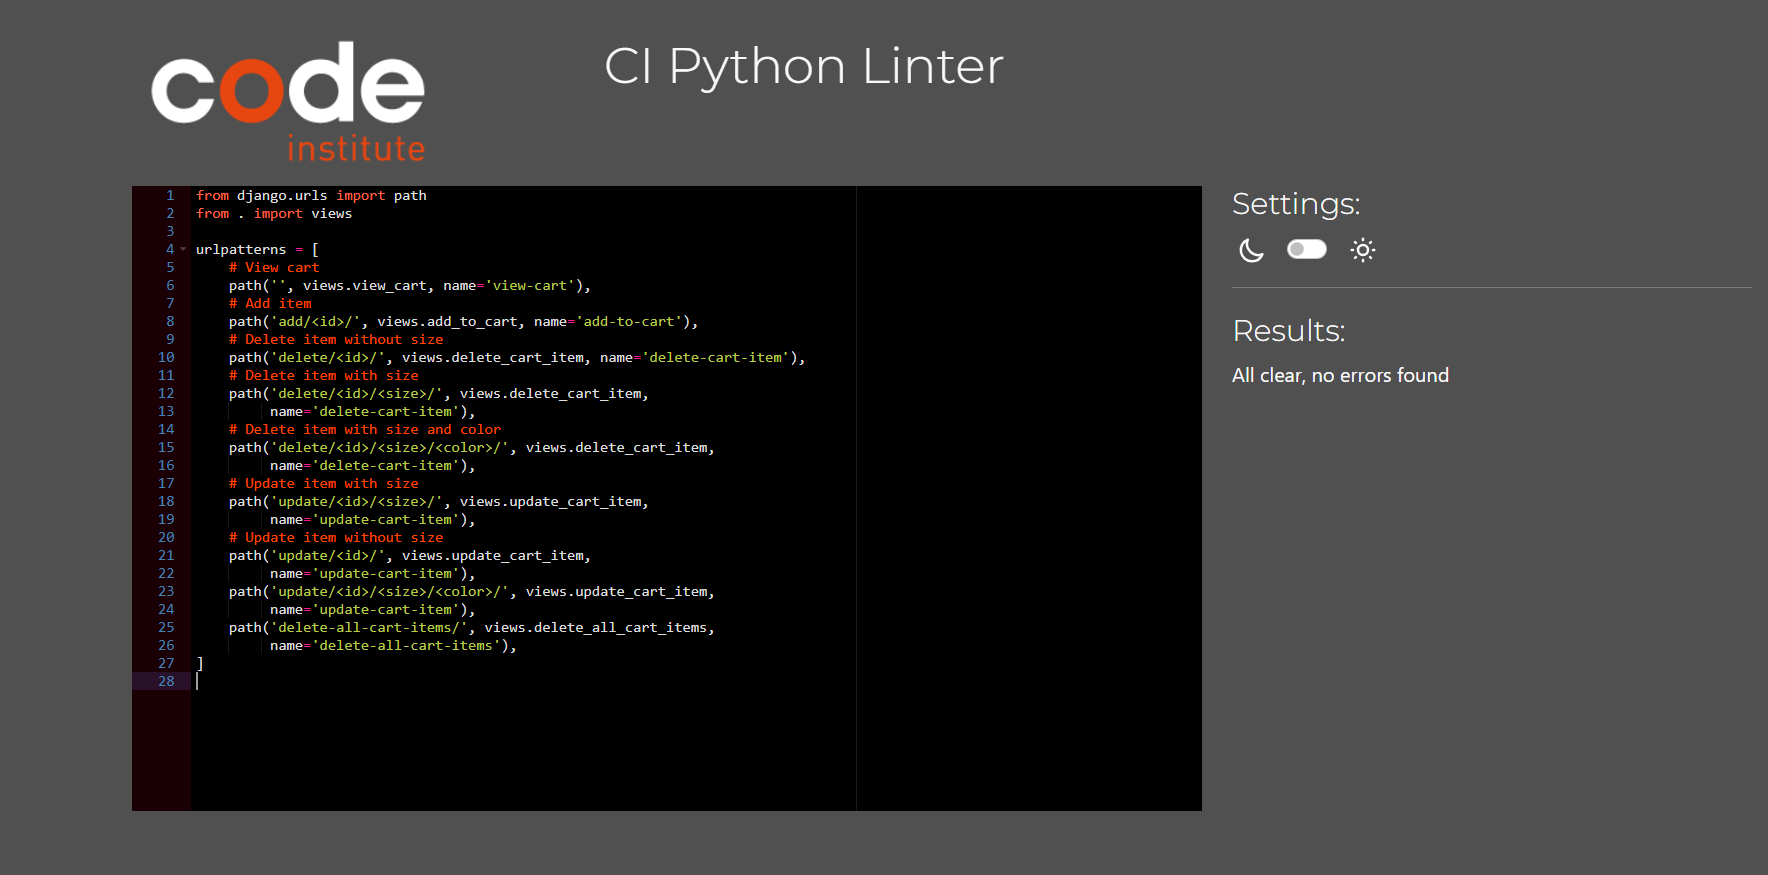 code
institute
CI Python Linter
1 from django.urls import path
2 from . import views
3
4 urlpatterns = [
5     # View cart
6     path('', views.view_cart, name='view-cart'),
7     # Add item
8     path('add/<id>/', views.add_to_cart, name='add-to-cart'),
9     # Delete item without size
10     path('delete/<id>/', views.delete_cart_item, name='delete-cart-item'),
11     # Delete item with size
12     path('delete/<id>/<size>/', views.delete_cart_item,
13          name='delete-cart-item'),
14     # Delete item with size and color
15     path('delete/<id>/<size>/<color>/', views.delete_cart_item,
16          name='delete-cart-item'),
17     # Update item with size
18     path('update/<id>/<size>/', views.update_cart_item,
19          name='update-cart-item'),
20     # Update item without size
21     path('update/<id>/', views.update_cart_item,
22          name='update-cart-item'),
23     path('update/<id>/<size>/<color>/', views.update_cart_item,
24          name='update-cart-item'),
25     path('delete-all-cart-items/', views.delete_all_cart_items,
26          name='delete-all-cart-items'),
27 ]
28
Settings:
Results:
All clear, no errors found